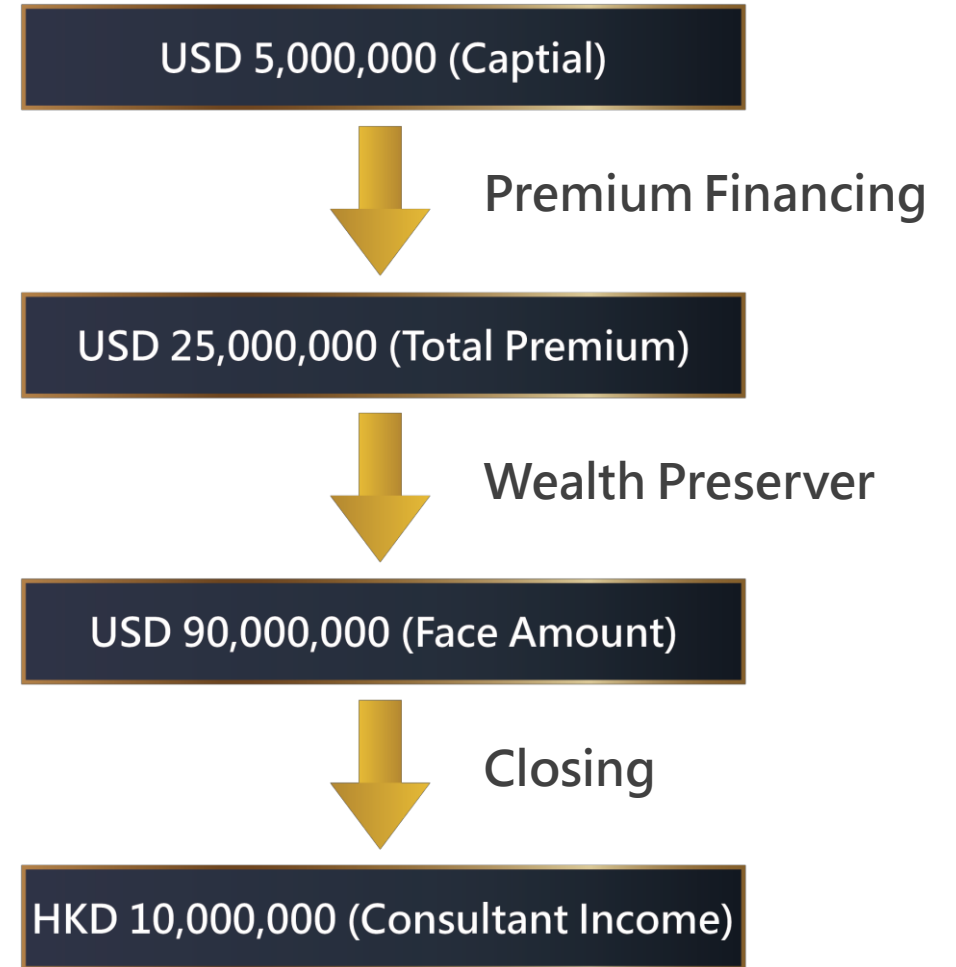 USD 5,000,000 (Captial)
Premium Financing
USD 25,000,000 (Total Premium)
Wealth Preserver
USD 90,000,000 (Face Amount)
Closing
HKD 10,000,000 (Consultant Income)